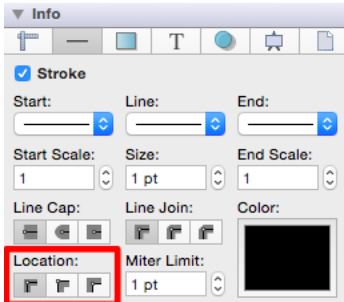 Info
T
Stroke
Start: Line: End:
Start Scale: Size: End Scale:
1 1 pt 1
Line Cap: Line Join: Color:
Location: Miter Limit:
1 pt